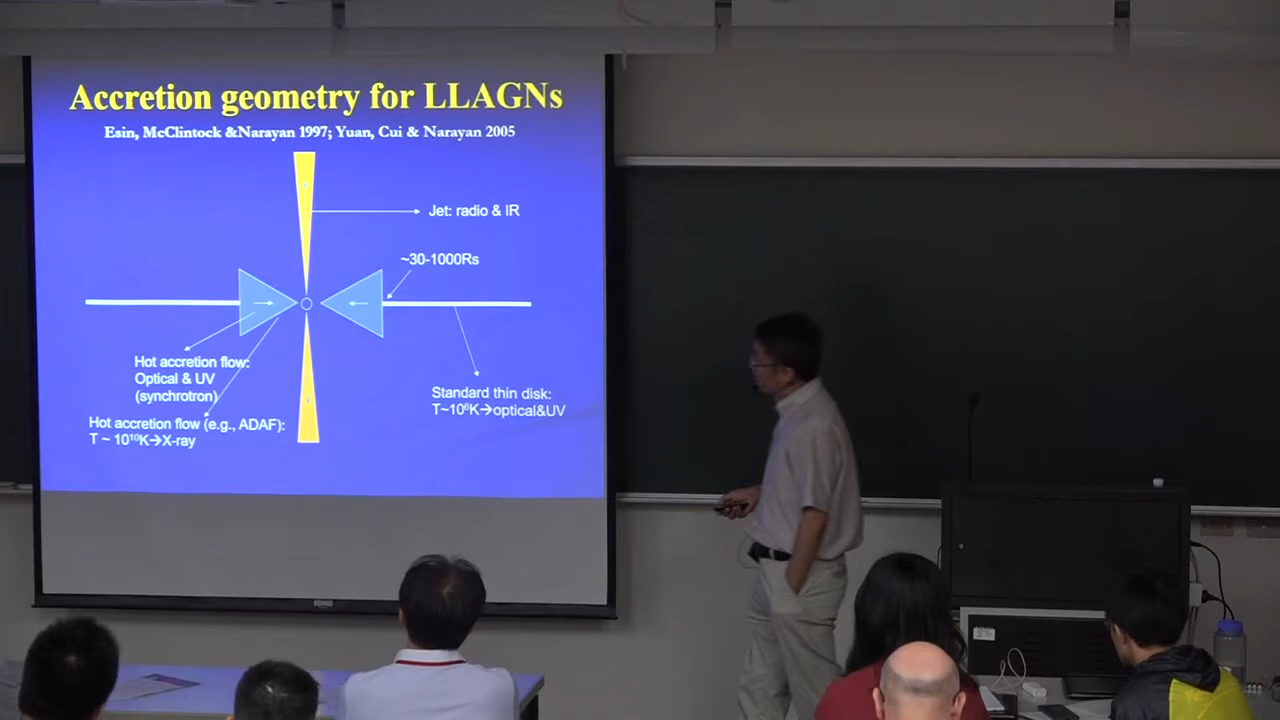 Accretion geometry for LLAGNs
Esin, McClintock &Narayan 1997; Yuan, Cui & Narayan 2005
Jet: radio & IR
~30-1000Rs
Hot accretion flow:
Optical & UV
(synchrotron)
Standard thin disk:
T~10⁶K→optical&UV
Hot accretion flow (e.g., ADAF):
T ~ 10¹⁰K→X-ray